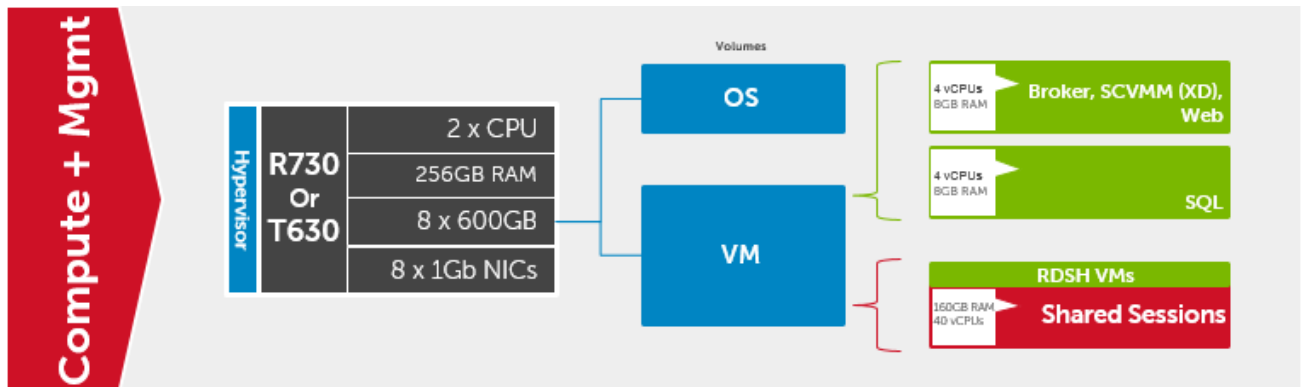 Compute + Mgmt
Hypervisor
R730
Or
T630
2 x CPU
256GB RAM
8 x 600GB
8 x 1Gb NICs
Volumes
OS
VM
4 vCPUs
8GB RAM
Broker, SCVMM (XD),
Web
4 vCPUs
8GB RAM
SQL
RDSH VMs
160GB RAM
40 vCPUs
Shared Sessions